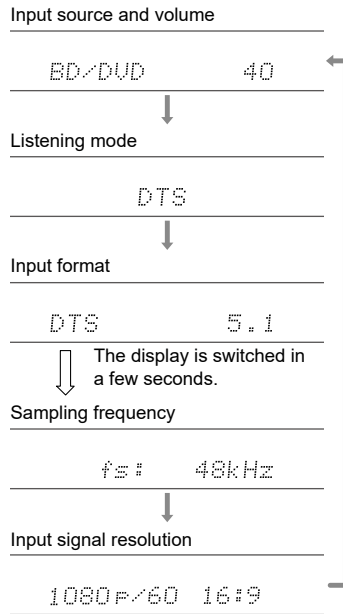 Input source and volume
BD/DVD 40
Listening mode
DTS
Input format
DTS 5.1
The display is switched in
a few seconds.
Sampling frequency
fs: 48kHz
Input signal resolution
1080p/60 16:9